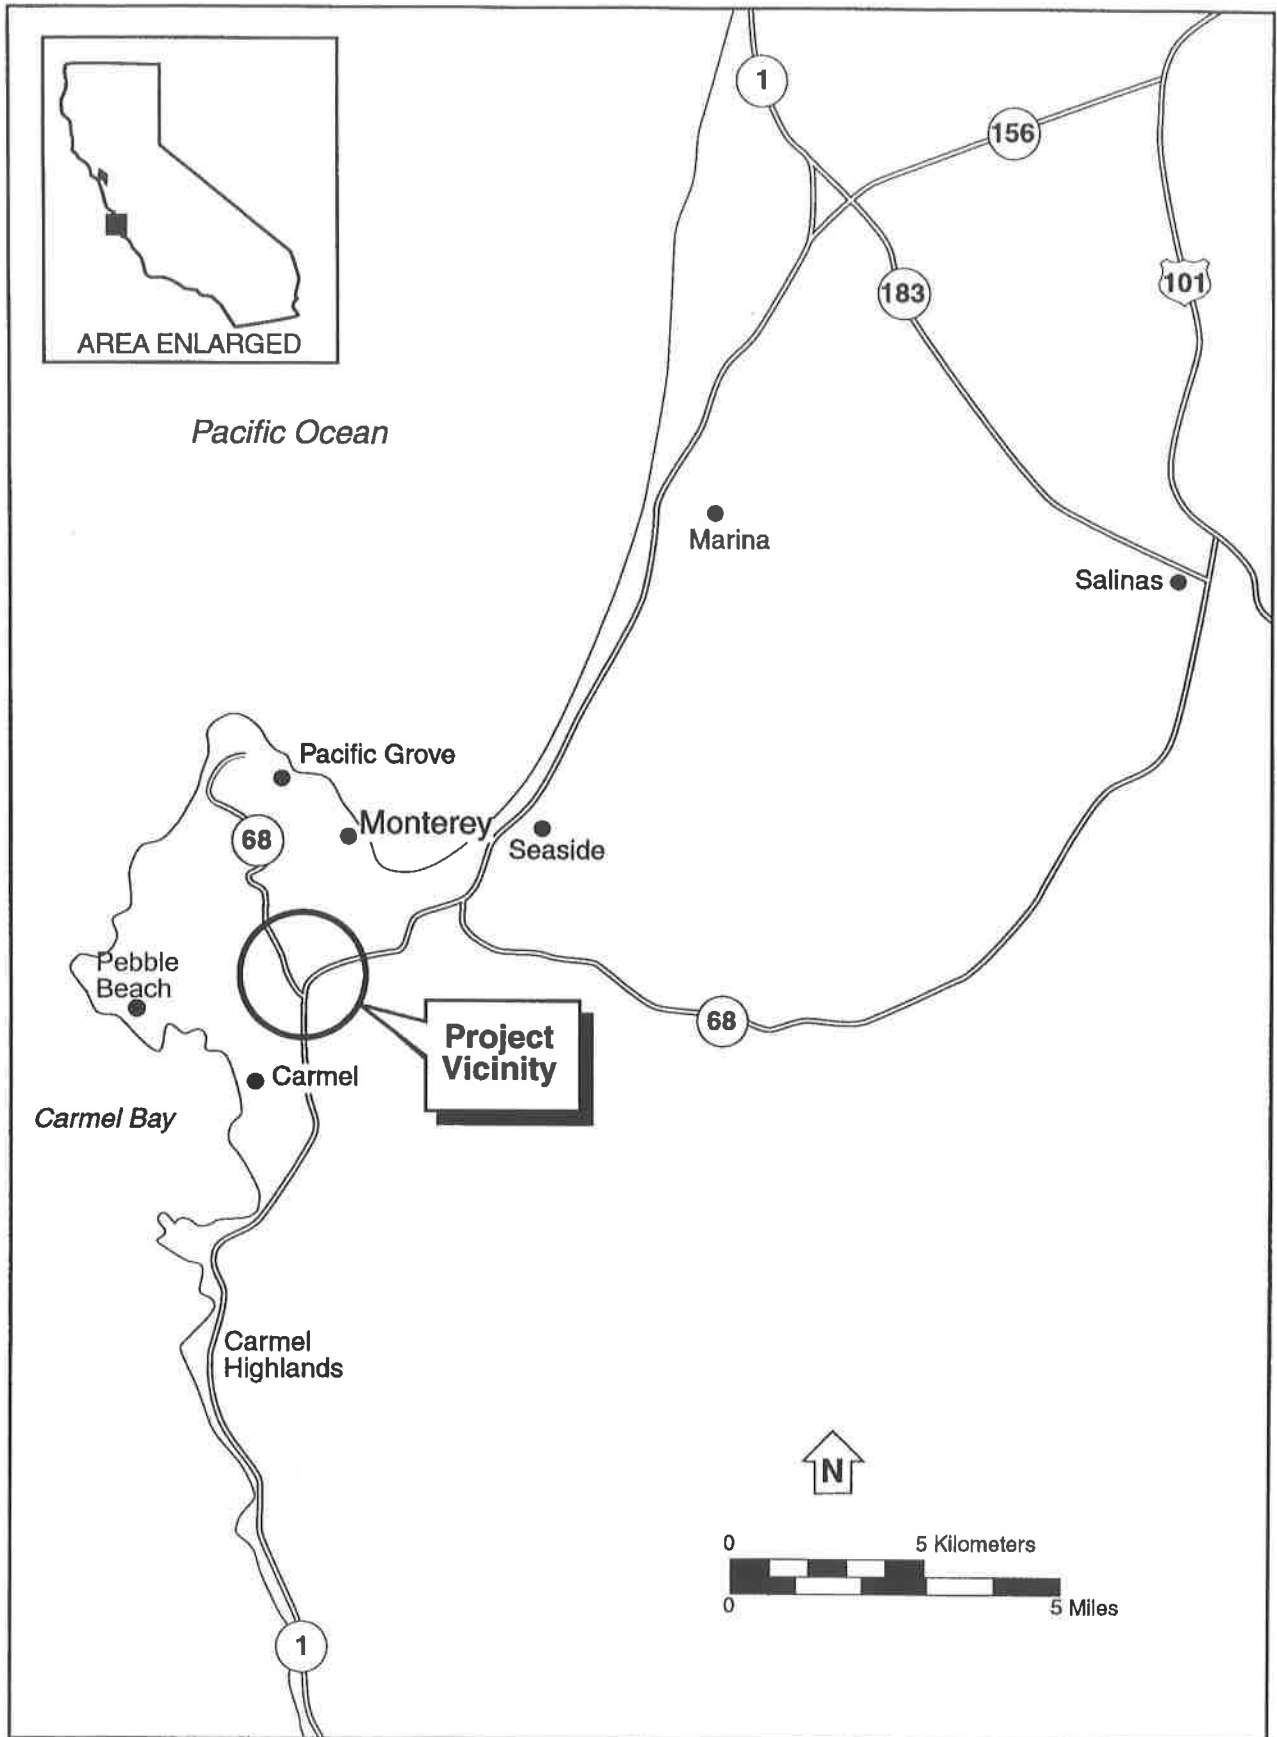 1
156
101
183
AREA ENLARGED
Pacific Ocean
Marina
Salinas
Pacific Grove
Monterey
68
Seaside
Pebble
Beach
68
Project
Vicinity
Carmel
Carmel Bay
Carmel
Highlands
N
0
5 Kilometers
0
5 Miles
1